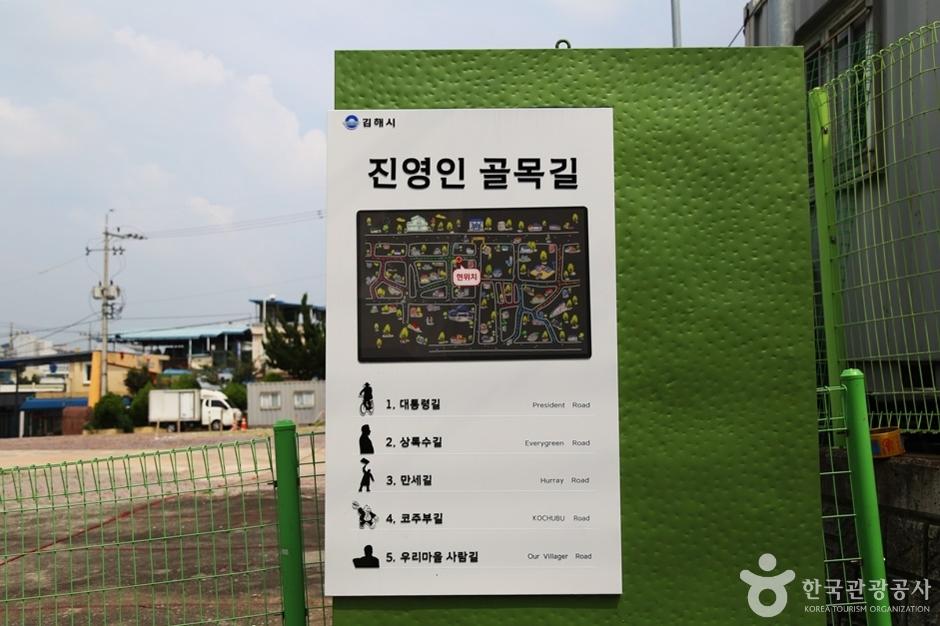 김해시
진영인 골목길
현위치
1. 대통령길 President Road
2. 상록수길 Everygreen Road
3. 만세길 Hurray Road
4. 코주부길 KOCHUBU Road
5. 우리마을 사람길 Our Villager Road
한국관광공사
KOREA TOURISM ORGANIZATION